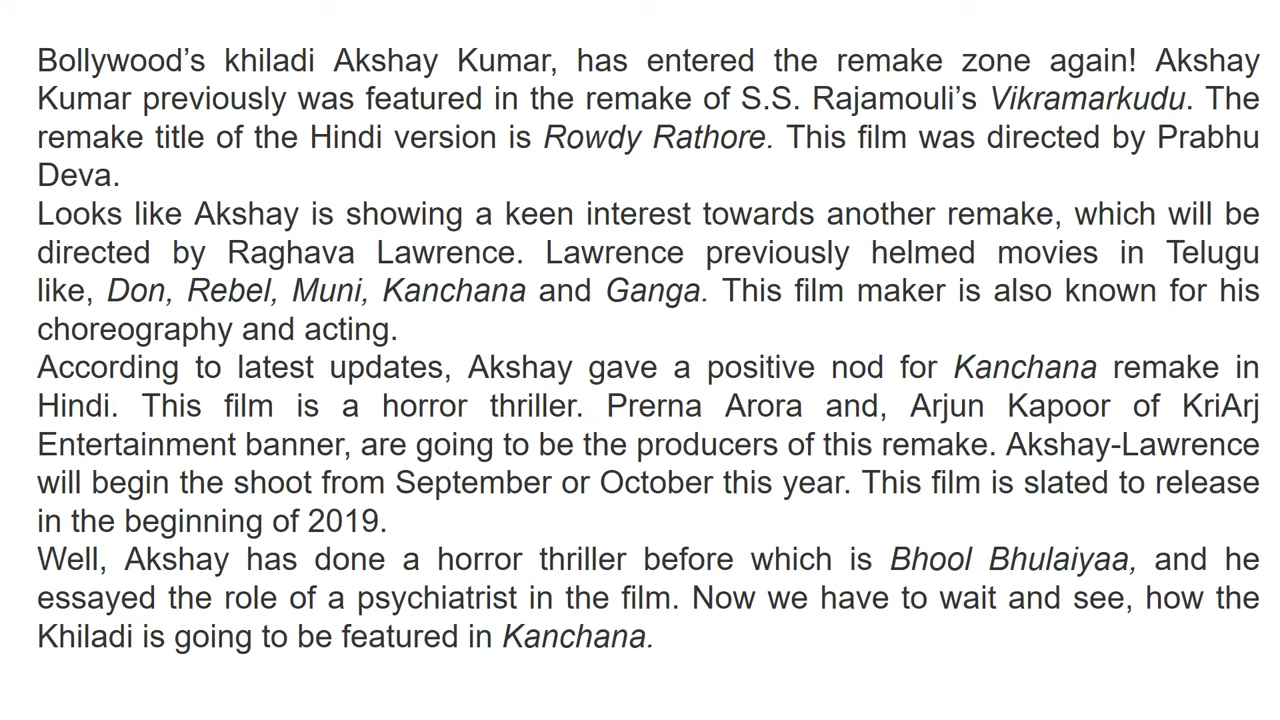 Bollywood’s khiladi Akshay Kumar, has entered the remake zone again! Akshay
Kumar previously was featured in the remake of S.S. Rajamouli’s Vikramarkudu. The
remake title of the Hindi version is Rowdy Rathore. This film was directed by Prabhu
Deva.
Looks like Akshay is showing a keen interest towards another remake, which will be
directed by Raghava Lawrence. Lawrence previously helmed movies in Telugu
like, Don, Rebel, Muni, Kanchana and Ganga. This film maker is also known for his
choreography and acting.
According to latest updates, Akshay gave a positive nod for Kanchana remake in
Hindi. This film is a horror thriller. Prerna Arora and, Arjun Kapoor of KriArj
Entertainment banner, are going to be the producers of this remake. Akshay-Lawrence
will begin the shoot from September or October this year. This film is slated to release
in the beginning of 2019.
Well, Akshay has done a horror thriller before which is Bhool Bhulaiyaa, and he
essayed the role of a psychiatrist in the film. Now we have to wait and see, how the
Khiladi is going to be featured in Kanchana.